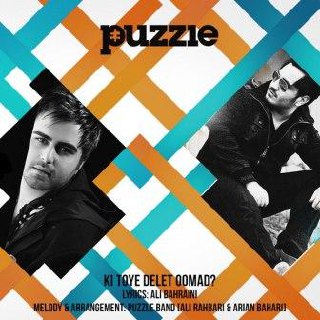 puzzle
KI TOYE DELET OOMAD?
LYRICS: ALI BAHRAINI
MELODY & ARRANGEMENT: PUZZLE BAND (ALI RAHBARI & ARIAN BAHARI)